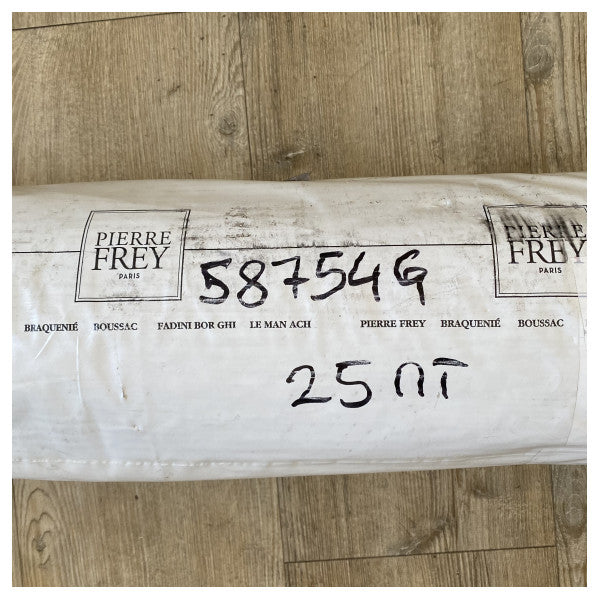 PIERRE FREY PARIS
PIERRE FREY PARIS
587546
BRAQUENIÉ BOUSSAC FADINI BOR GHI LE MAN ACH PIERRE FREY BRAQUENIÉ BOUSSAC
25 MT